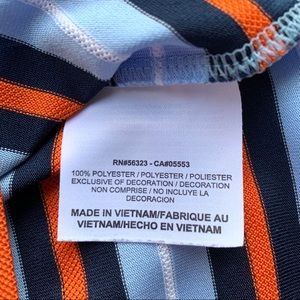 RN#56323 - CA#05553
100% POLYESTER / POLYESTER / POLIESTER
EXCLUSIVE OF DECORATION / DECORATION
NON COMPRISE / NO INCLUYE LA
DECORACION
MADE IN VIETNAM/FABRIQUE AU
VIETNAM/HECHO EN VIETNAM